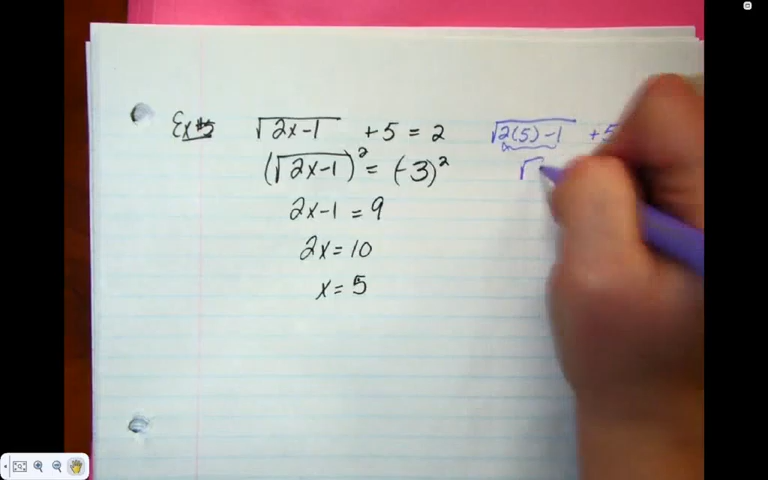 Ex #5 √(2x-1) + 5 = 2 √(2(5)-1) + 5
(√(2x-1))² = (-3)² √
2x-1 = 9
2x = 10
x = 5